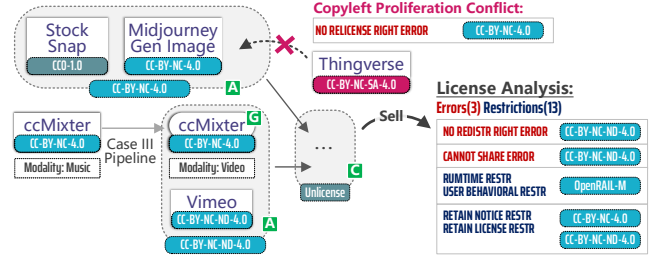 Copyleft Proliferation Conflict:
NO RELICENSE RIGHT ERROR
CC-BY-NC-4.0
Stock
Snap
CC0-1.0
Midjourney
Gen Image
CC-BY-NC-4.0
CC-BY-NC-4.0
A
Thingverse
CC-BY-NC-SA-4.0
ccMixter
CC-BY-NC-4.0
Modality: Music
Case III
Pipeline
G
ccMixter
CC-BY-NC-4.0
Modality: Video
Vimeo
CC-BY-NC-ND-4.0
A
CC-BY-NC-ND-4.0
...
C
Unlicense
Sell
License Analysis:
Errors(3) Restrictions(13)
NO REDISTR RIGHT ERROR
CC-BY-NC-ND-4.0
CANNOT SHARE ERROR
CC-BY-NC-ND-4.0
RUMTIME RESTR
USER BEHAVIORAL RESTR
OpenRAIL-M
RETAIN NOTICE RESTR
RETAIN LICENSE RESTR
CC-BY-NC-4.0
CC-BY-NC-ND-4.0